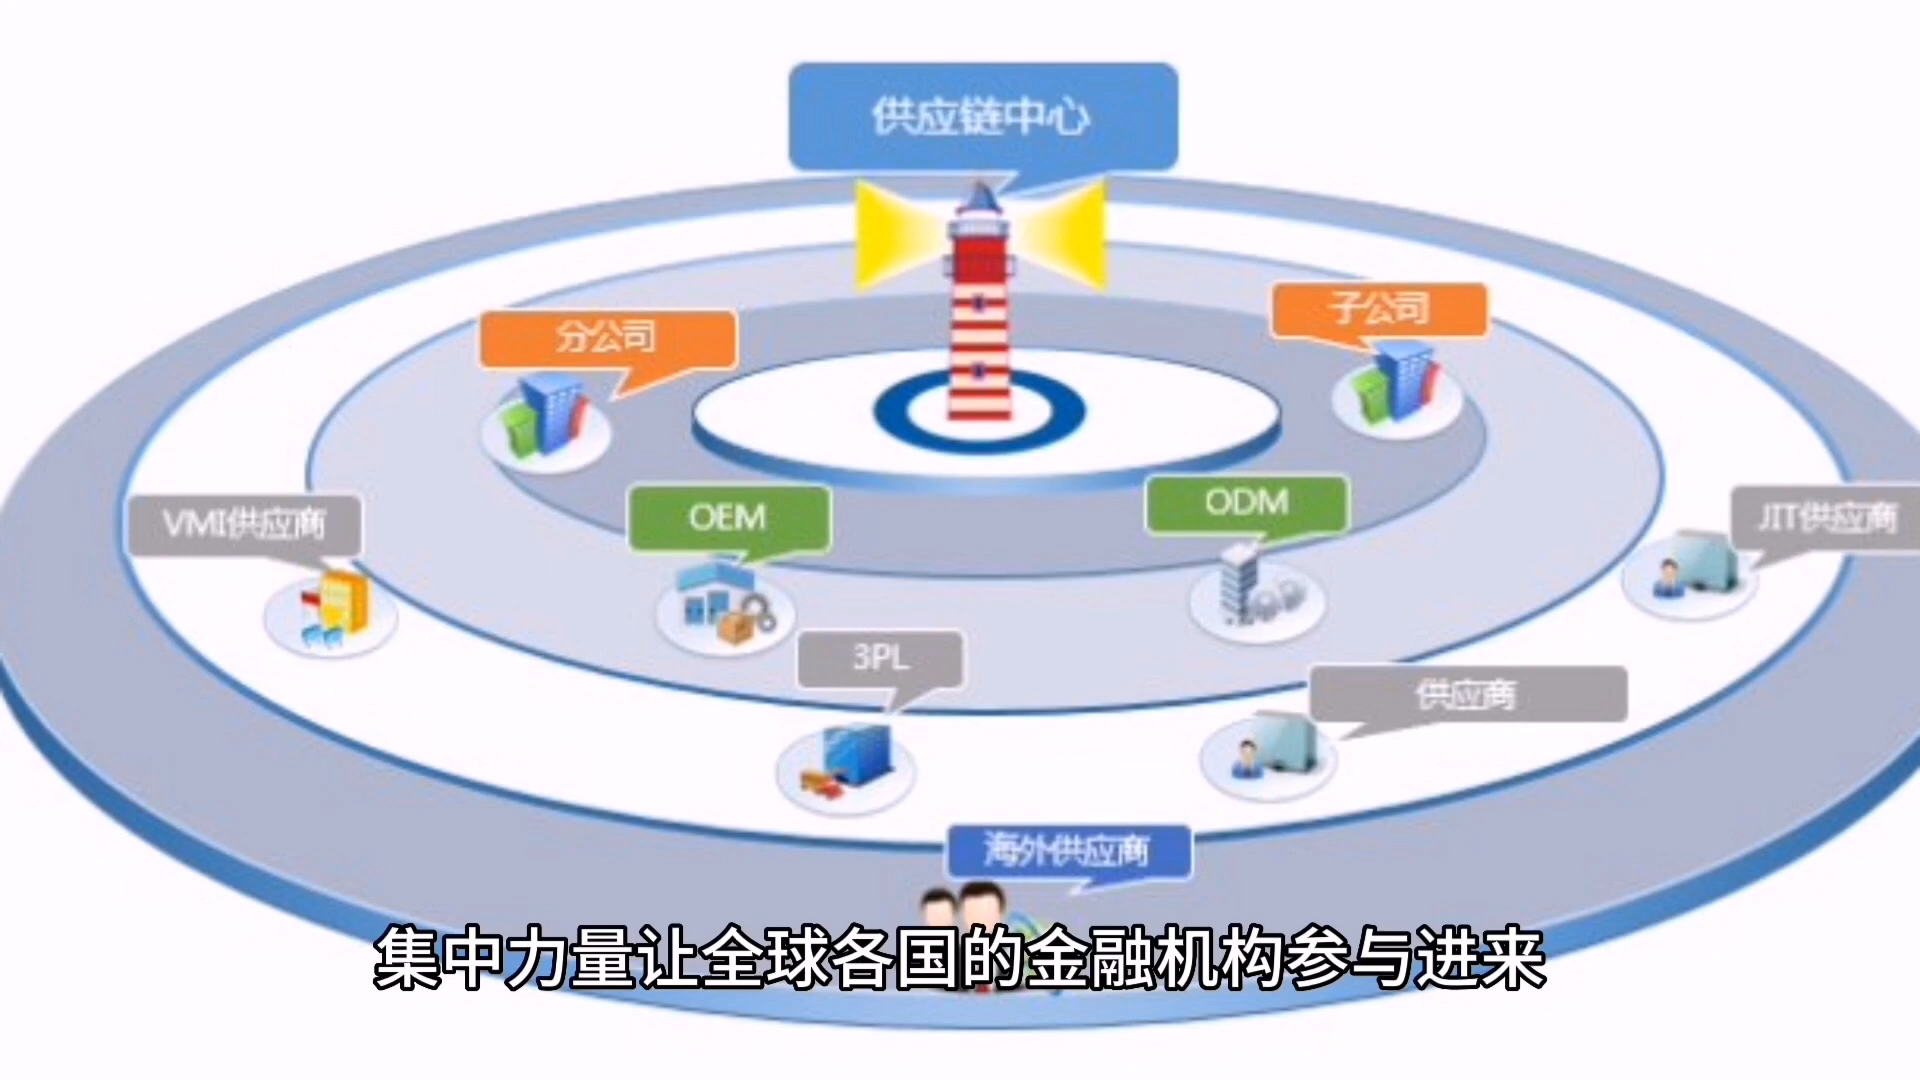 供应链中心
分公司
子公司
VMI供应商
OEM
ODM
JIT供应商
3PL
供应商
海外供应商
集中力量让全球各国的金融机构参与进来